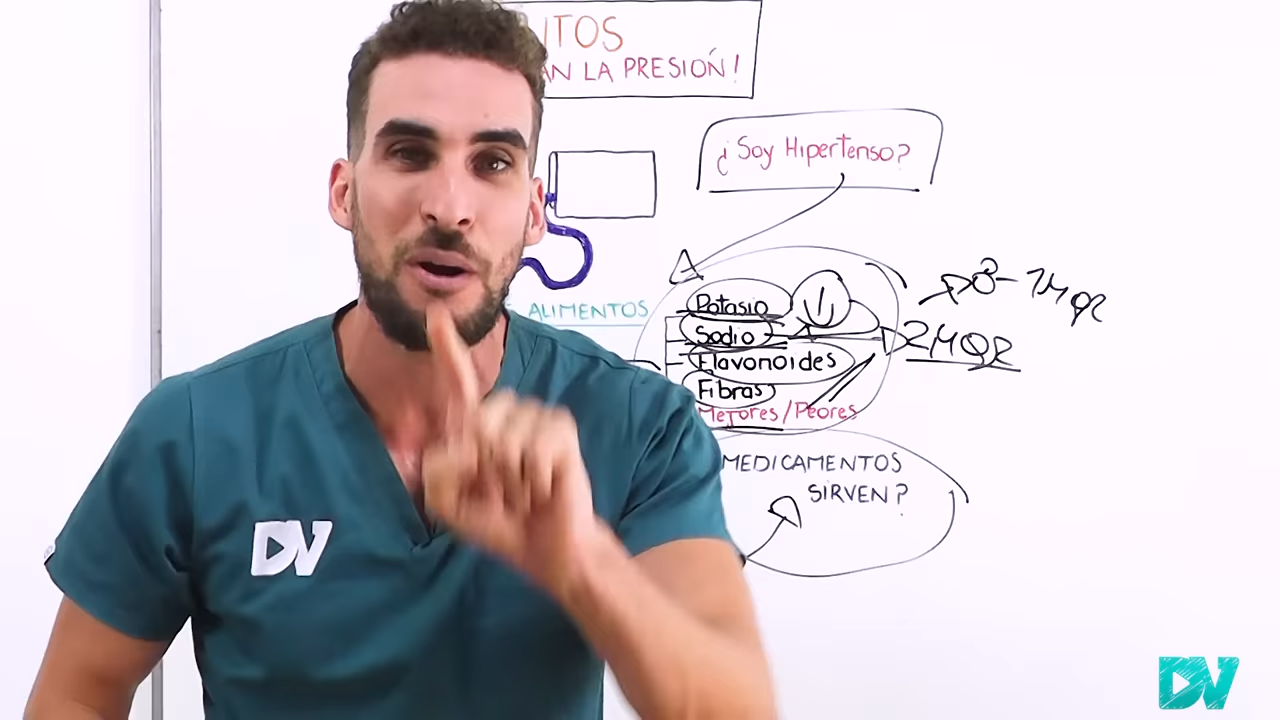 ITOS
AN LA PRESIÓN!
¿Soy Hipertenso?
ALIMENTOS
Potasio
Sodio
Flavonoides
Fibras
Mejores/Peores
MEDICAMENTOS
SIRVEN?
DV
DV